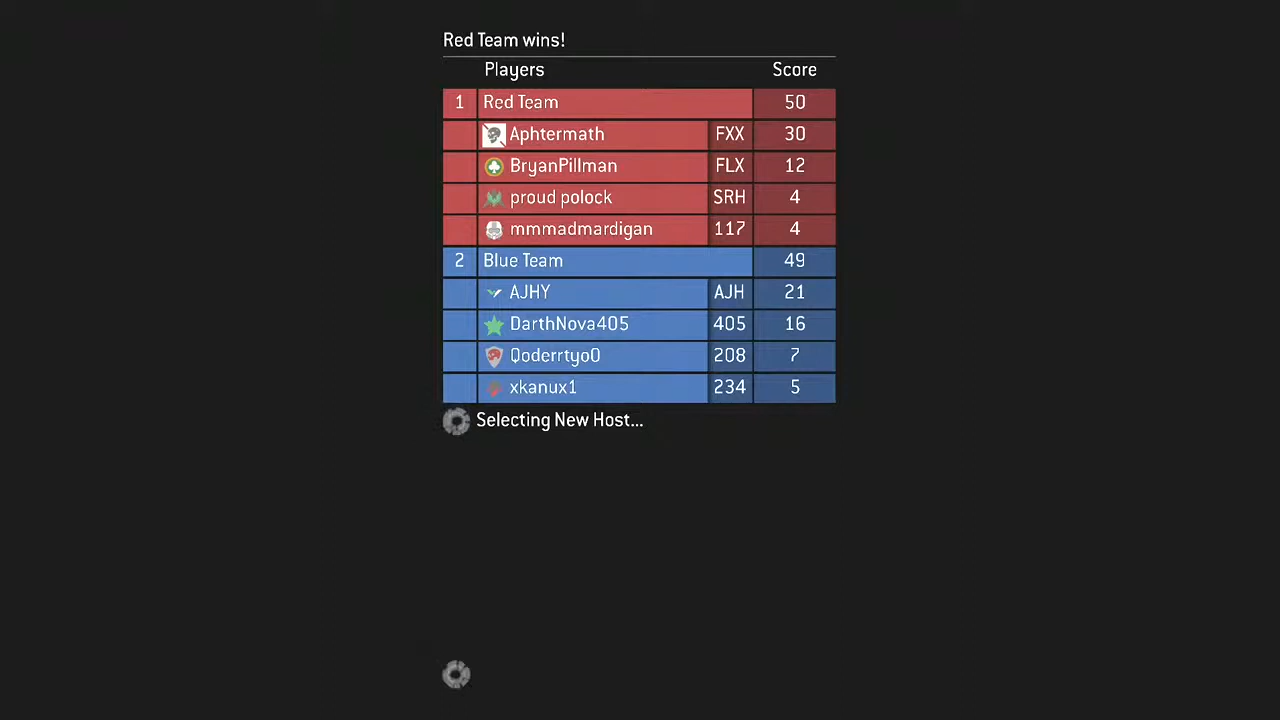 Red Team wins!
Players Score
1 Red Team 50
Aphtermath FXX 30
BryanPillman FLX 12
proud polock SRH 4
mmmadmardigan 117 4
2 Blue Team 49
AJHY AJH 21
DarthNova405 405 16
Qoderrtyo0 208 7
xkanux1 234 5
Selecting New Host...